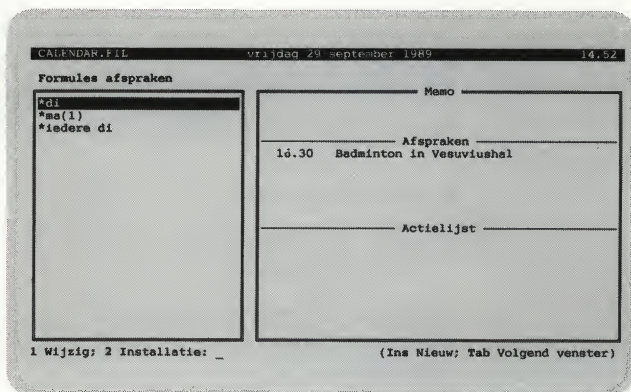 CALENDAR.FIL vrijdag 29 september 1989 14.52
Formules afspraken
*di
*ma(1)
*iedere di
Memo
Afspraken
16.30 Badminton in Vesuviushal
Actielijst
1 Wijzig; 2 Installatie: _ (Ins Nieuw; Tab Volgend venster)